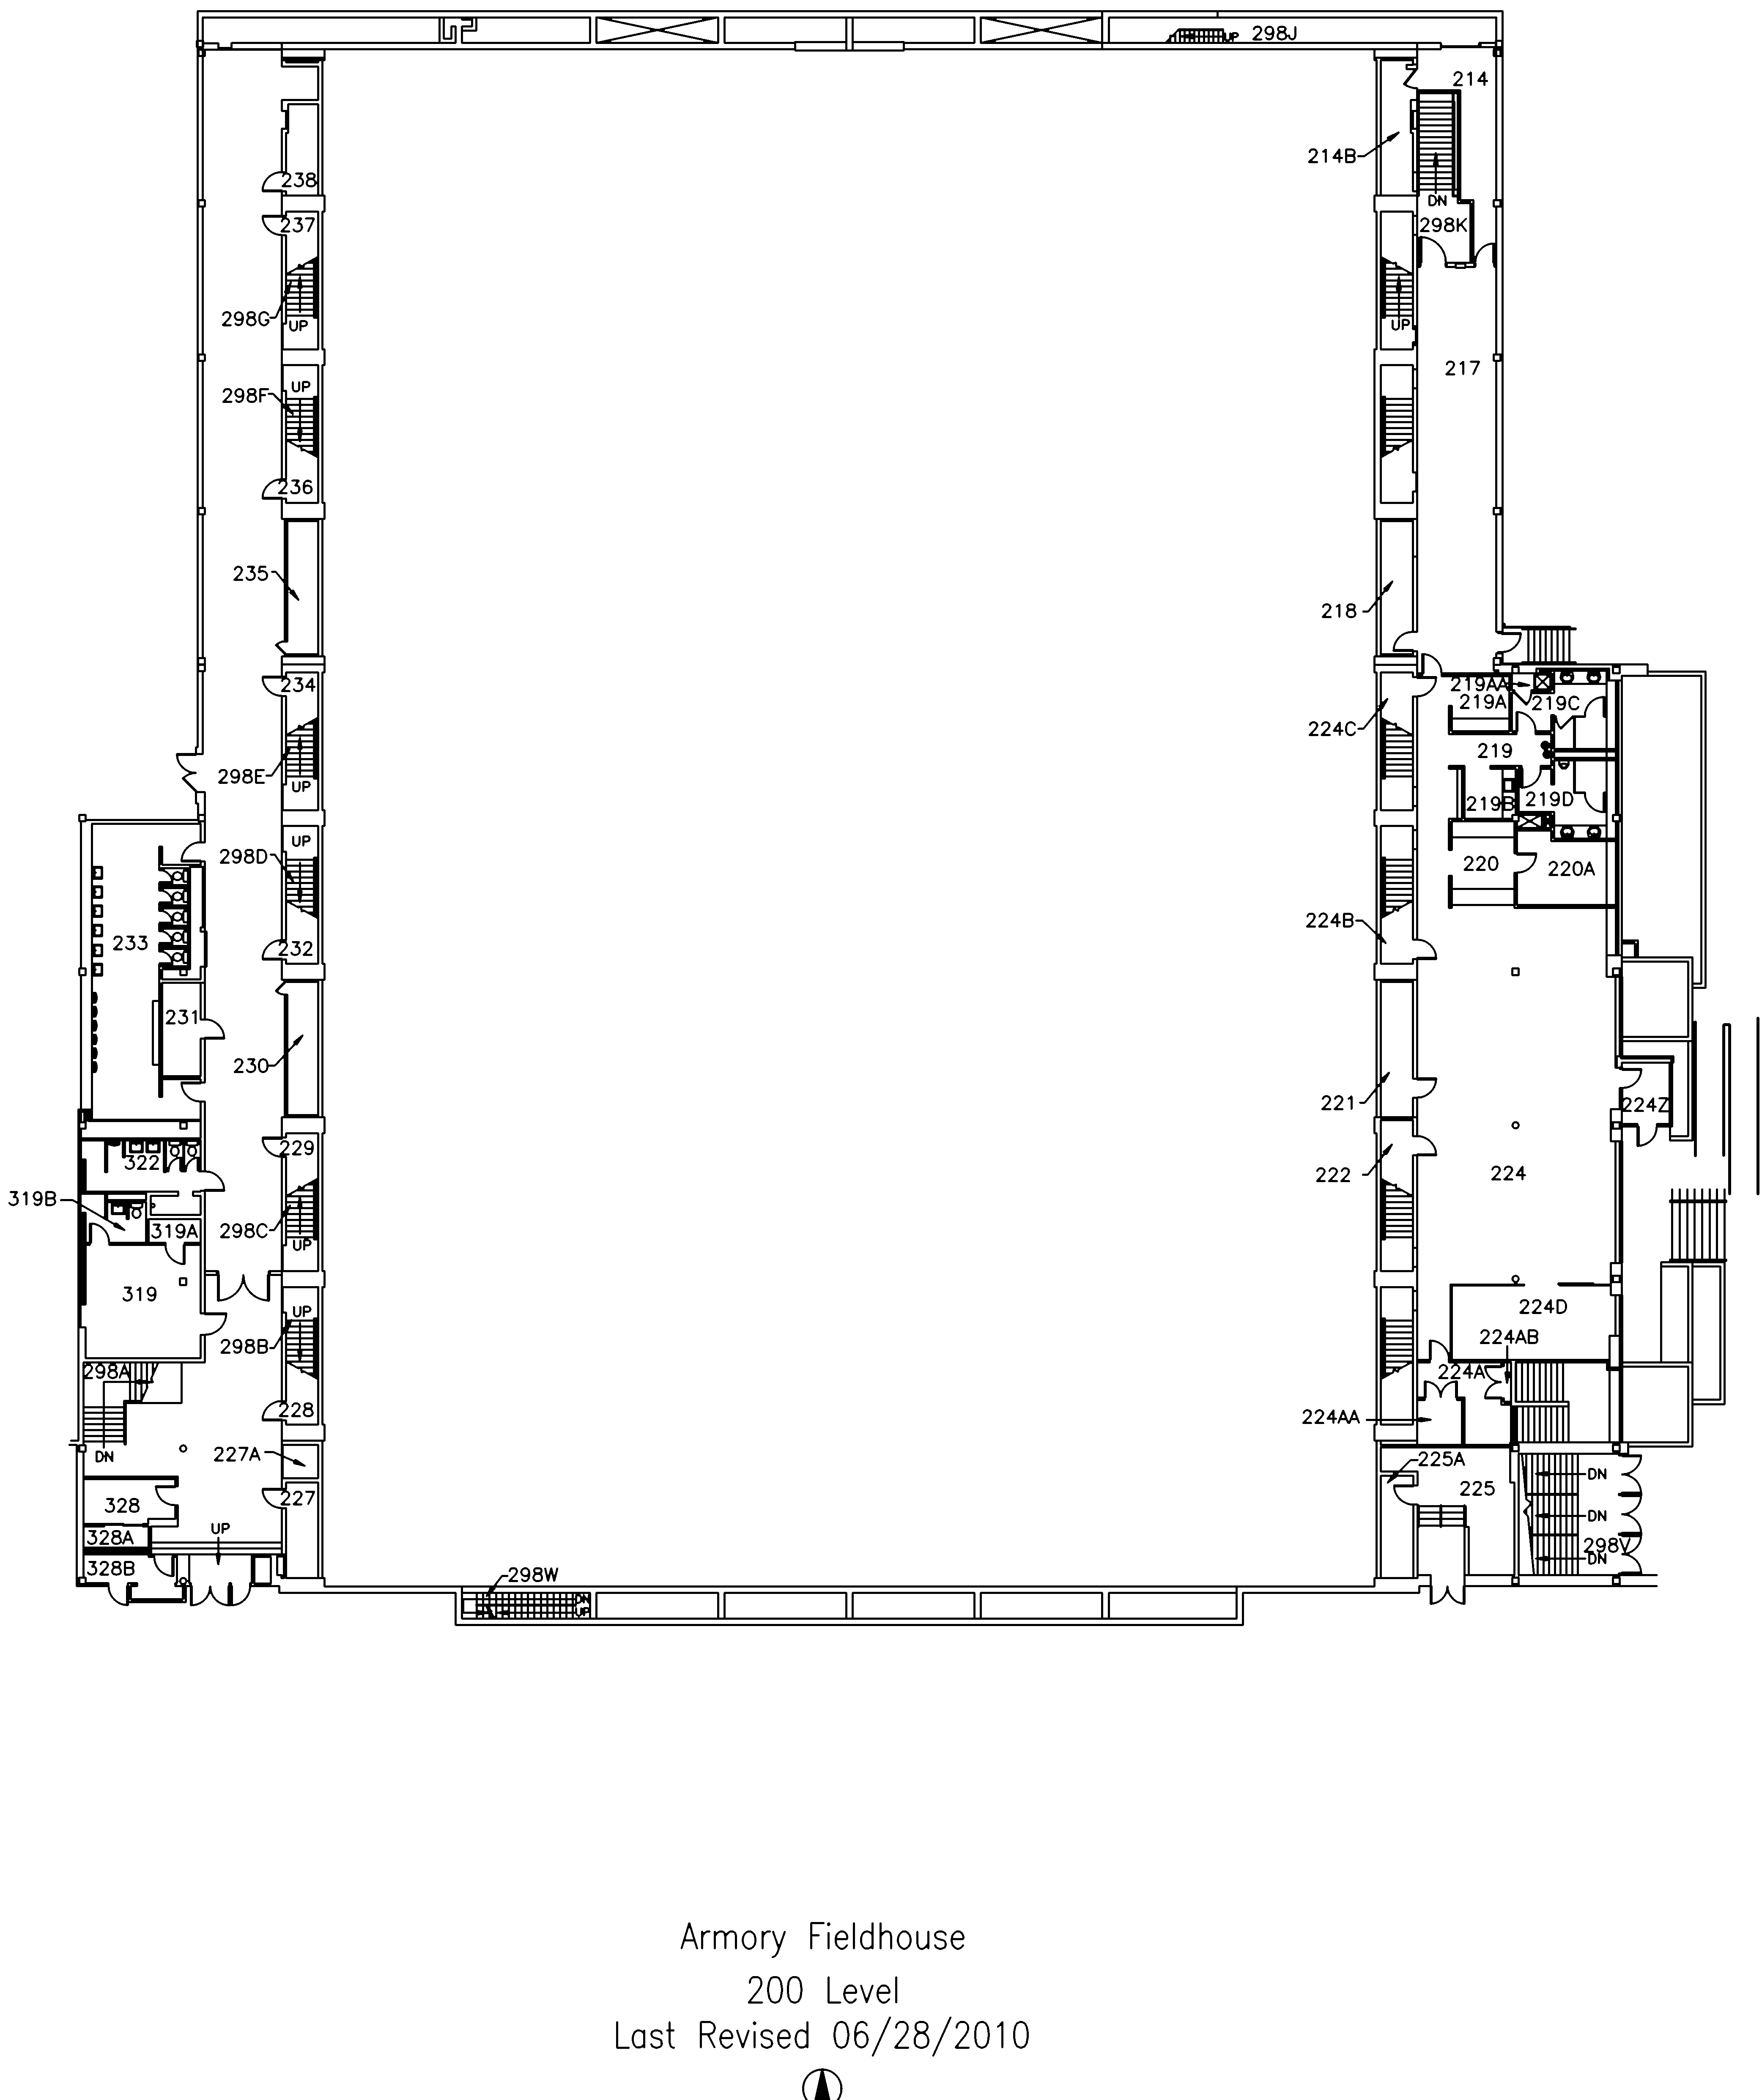 UP 298J
214
214B
DN
298K
238
237
298G
UP
UP
217
UP
298F
236
235
218
234
219AA
219A
219C
224C
219
298E
UP
219B
219D
UP
298D
220
220A
224B
233
232
231
230
221
224Z
229
322
222
224
319B
298C
319A
UP
319
224D
UP
298B
224AB
298A
224A
228
224AA
DN
227A
225A
DN
225
227
328
DN
UP
328A
298V
DN
328B
298W
DN
UP
Armory Fieldhouse
200 Level
Last Revised 06/28/2010